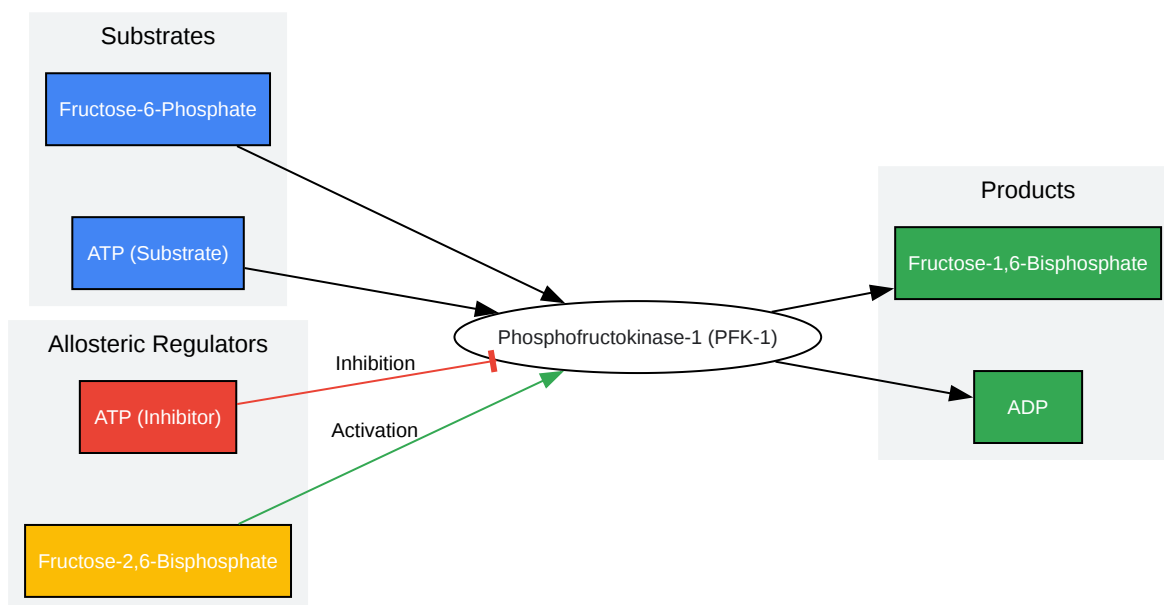 Substrates
Fructose-6-Phosphate
ATP (Substrate)
Allosteric Regulators
ATP (Inhibitor)
Fructose-2,6-Bisphosphate
Inhibition
Activation
Phosphofructokinase-1 (PFK-1)
Products
Fructose-1,6-Bisphosphate
ADP